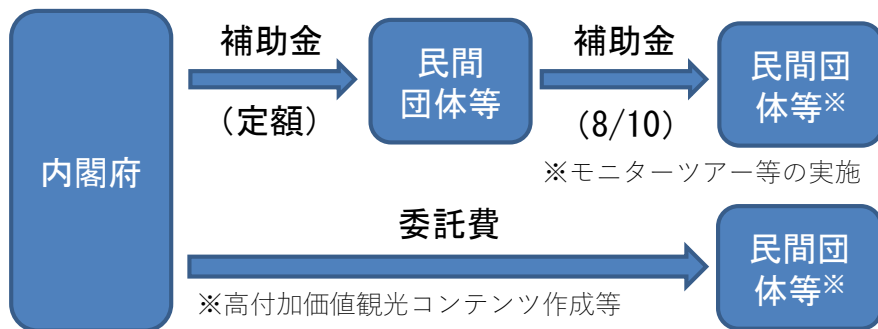 内閣府
補助金
(定額)
民間
団体等
補助金
(8/10)
民間団
体等※
※モニターツアー等の実施
委託費
※高付加価値観光コンテンツ作成等
民間団
体等※